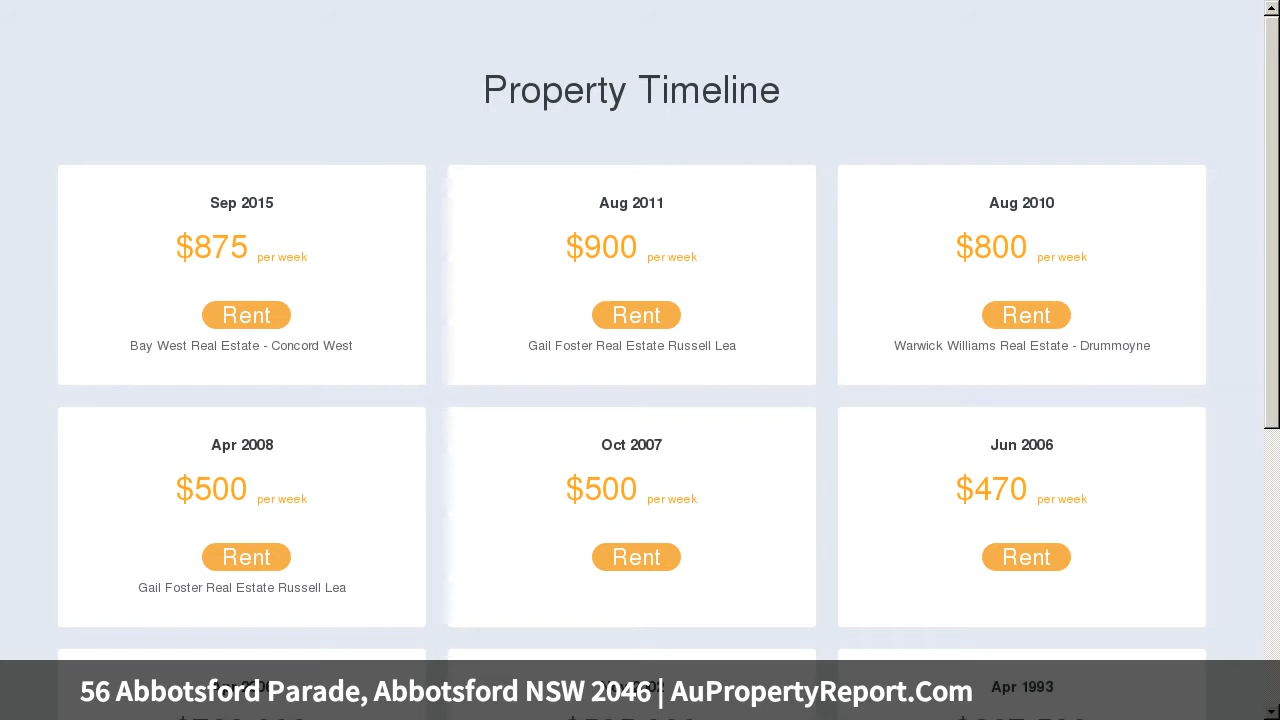 Property Timeline
Sep 2015
$875 per week
Rent
Bay West Real Estate - Concord West
Aug 2011
$900 per week
Rent
Gail Foster Real Estate Russell Lea
Aug 2010
$800 per week
Rent
Warwick Williams Real Estate - Drummoyne
Apr 2008
$500 per week
Rent
Gail Foster Real Estate Russell Lea
Oct 2007
$500 per week
Rent
Jun 2006
$470 per week
Rent
Apr 1993
56 Abbotsford Parade, Abbotsford NSW 2046 | AuPropertyReport.Com